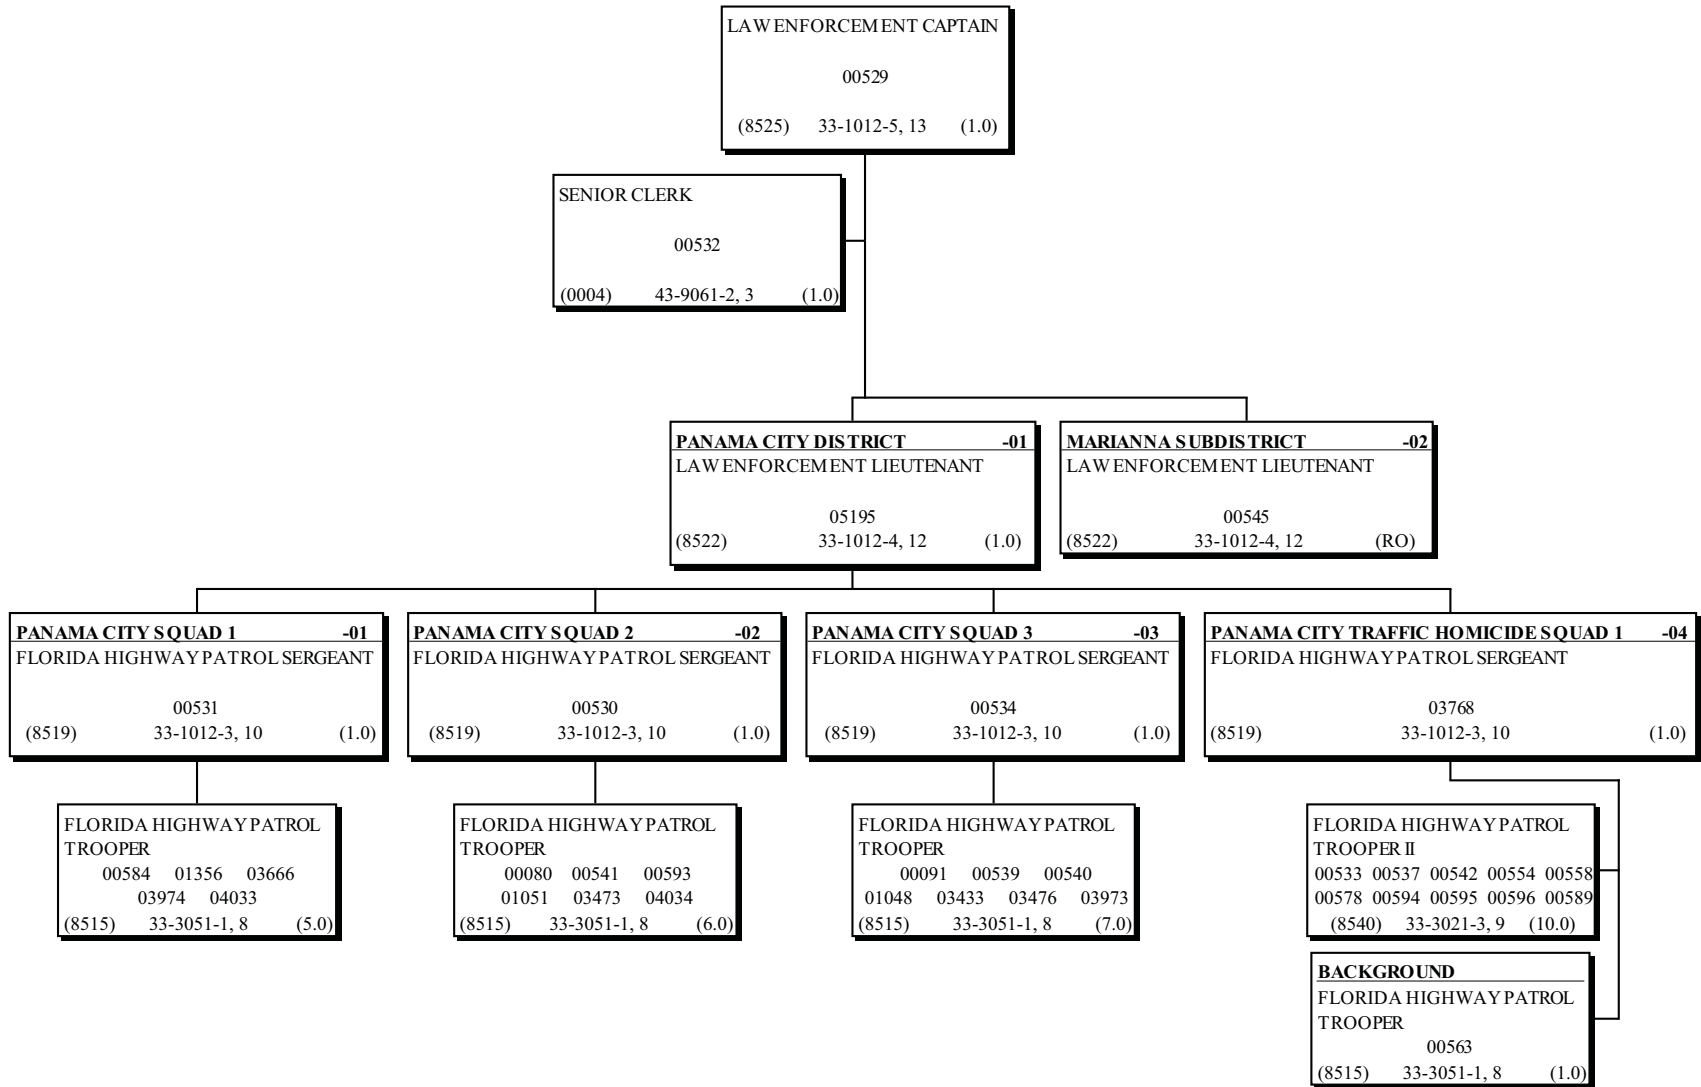 LAW ENFORCEMENT CAPTAIN
00529
(8525) 33-1012-5, 13 (1.0)
SENIOR CLERK
00532
(0004) 43-9061-2, 3 (1.0)
PANAMA CITY DISTRICT -01
LAW ENFORCEMENT LIEUTENANT
05195
(8522) 33-1012-4, 12 (1.0)
MARIANNA SUBDISTRICT -02
LAW ENFORCEMENT LIEUTENANT
00545
(8522) 33-1012-4, 12 (RO)
PANAMA CITY SQUAD 1 -01
FLORIDA HIGHWAY PATROL SERGEANT
00531
(8519) 33-1012-3, 10 (1.0)
PANAMA CITY SQUAD 2 -02
FLORIDA HIGHWAY PATROL SERGEANT
00530
(8519) 33-1012-3, 10 (1.0)
PANAMA CITY SQUAD 3 -03
FLORIDA HIGHWAY PATROL SERGEANT
00534
(8519) 33-1012-3, 10 (1.0)
PANAMA CITY TRAFFIC HOMICIDE SQUAD 1 -04
FLORIDA HIGHWAY PATROL SERGEANT
03768
(8519) 33-1012-3, 10 (1.0)
FLORIDA HIGHWAY PATROL
TROOPER
00584 01356 03666
03974 04033
(8515) 33-3051-1, 8 (5.0)
FLORIDA HIGHWAY PATROL
TROOPER
00080 00541 00593
01051 03473 04034
(8515) 33-3051-1, 8 (6.0)
FLORIDA HIGHWAY PATROL
TROOPER
00091 00539 00540
01048 03433 03476 03973
(8515) 33-3051-1, 8 (7.0)
FLORIDA HIGHWAY PATROL
TROOPER II
00533 00537 00542 00554 00558
00578 00594 00595 00596 00589
(8540) 33-3021-3, 9 (10.0)
BACKGROUND
FLORIDA HIGHWAY PATROL
TROOPER
00563
(8515) 33-3051-1, 8 (1.0)